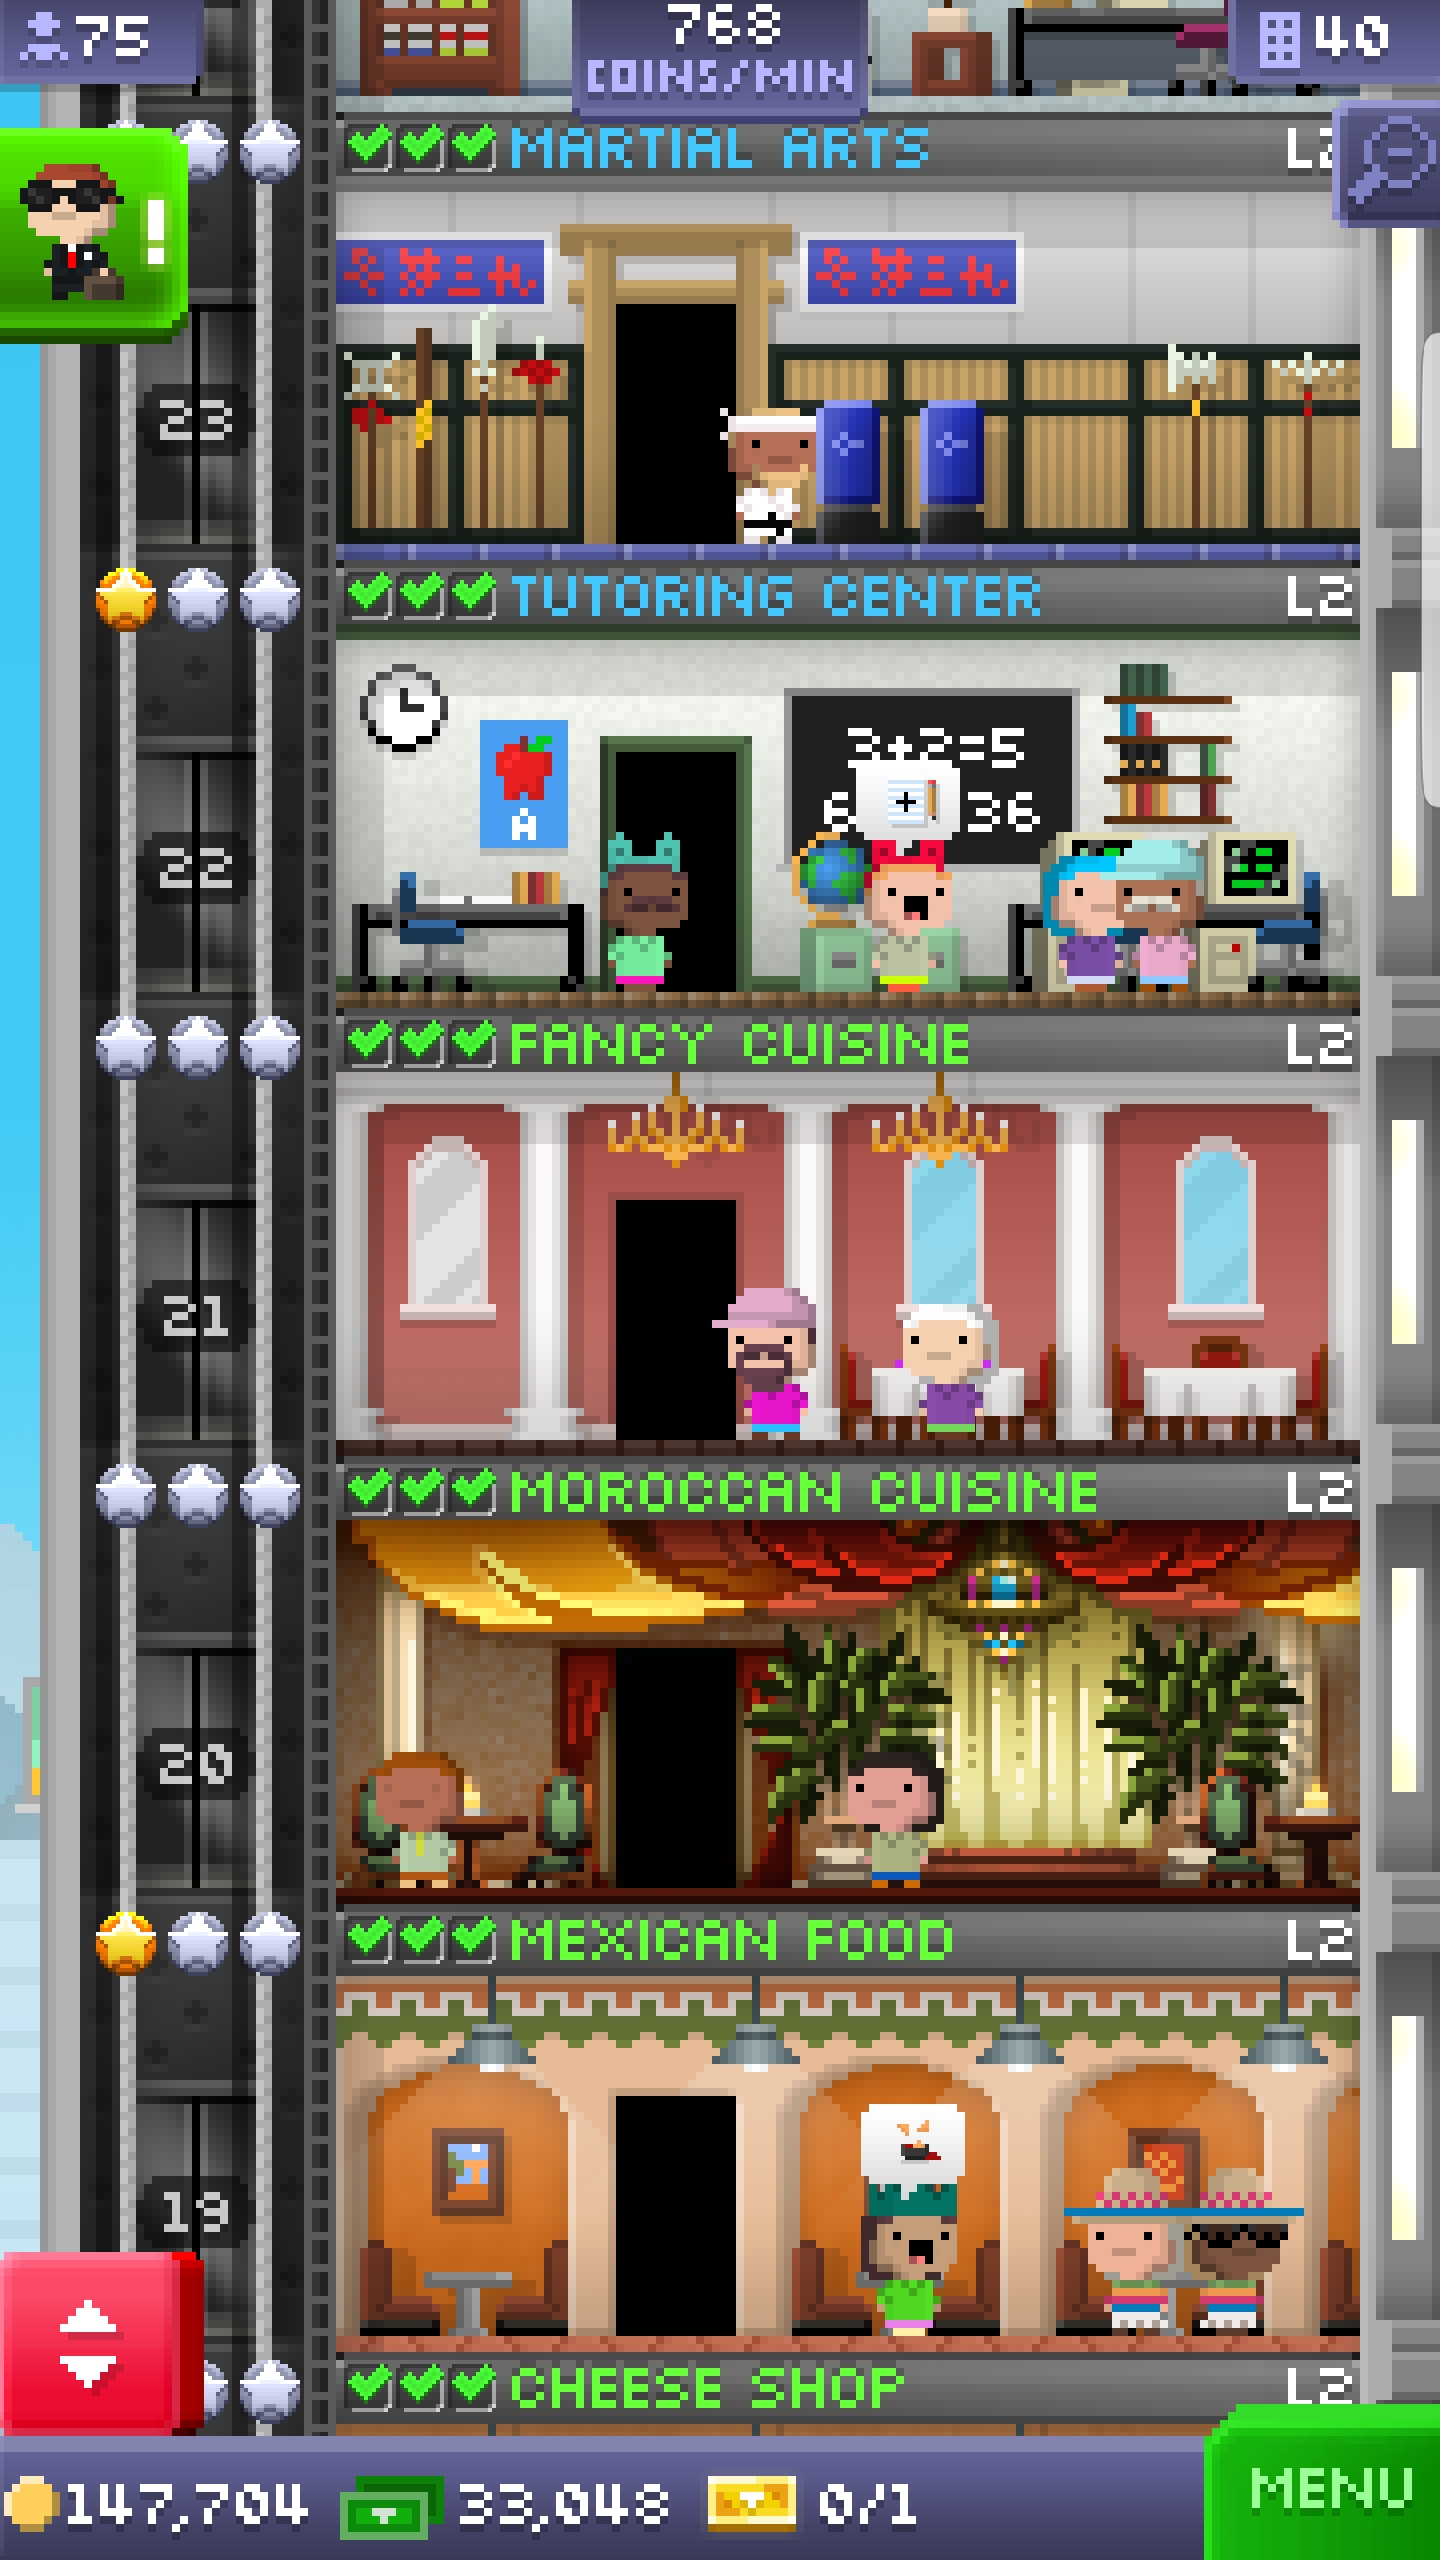 75
768
COINS/MIN
40
MARTIAL ARTS
23
TUTORING CENTER L2
3+2=5
6 36
A
22
FANCY CUISINE L2
21
MOROCCAN CUISINE L2
20
MEXICAN FOOD L2
19
CHEESE SHOP L2
147,704 33,048 0/1
MENU